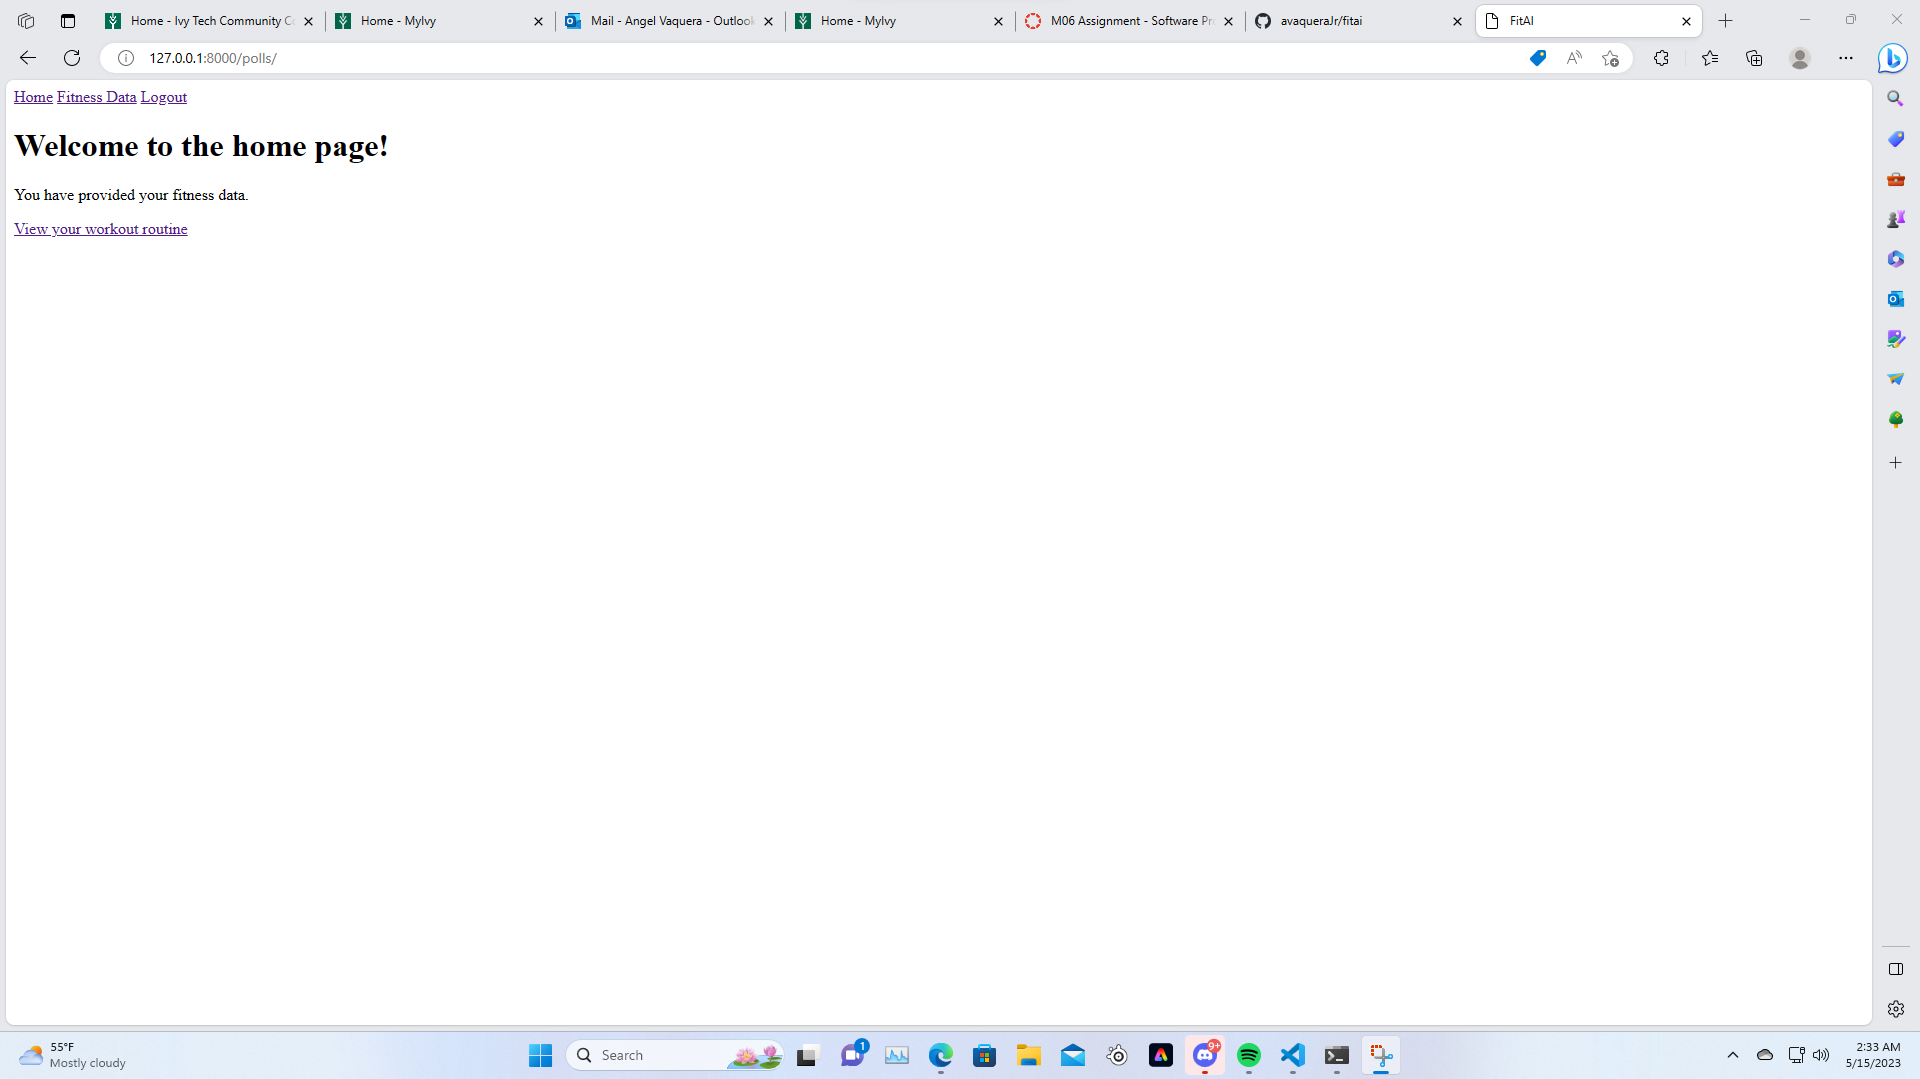 Home - Ivy Tech Community Co
Home - MyIvy
Mail - Angel Vaquera - Outlook
Home - MyIvy
M06 Assignment - Software Pro
avaqueraJr/fitai
FitAI
127.0.0.1:8000/polls/
Home Fitness Data Logout
Welcome to the home page!
You have provided your fitness data.
View your workout routine
55°F
Mostly cloudy
Search
1
9+
2:33 AM
5/15/2023